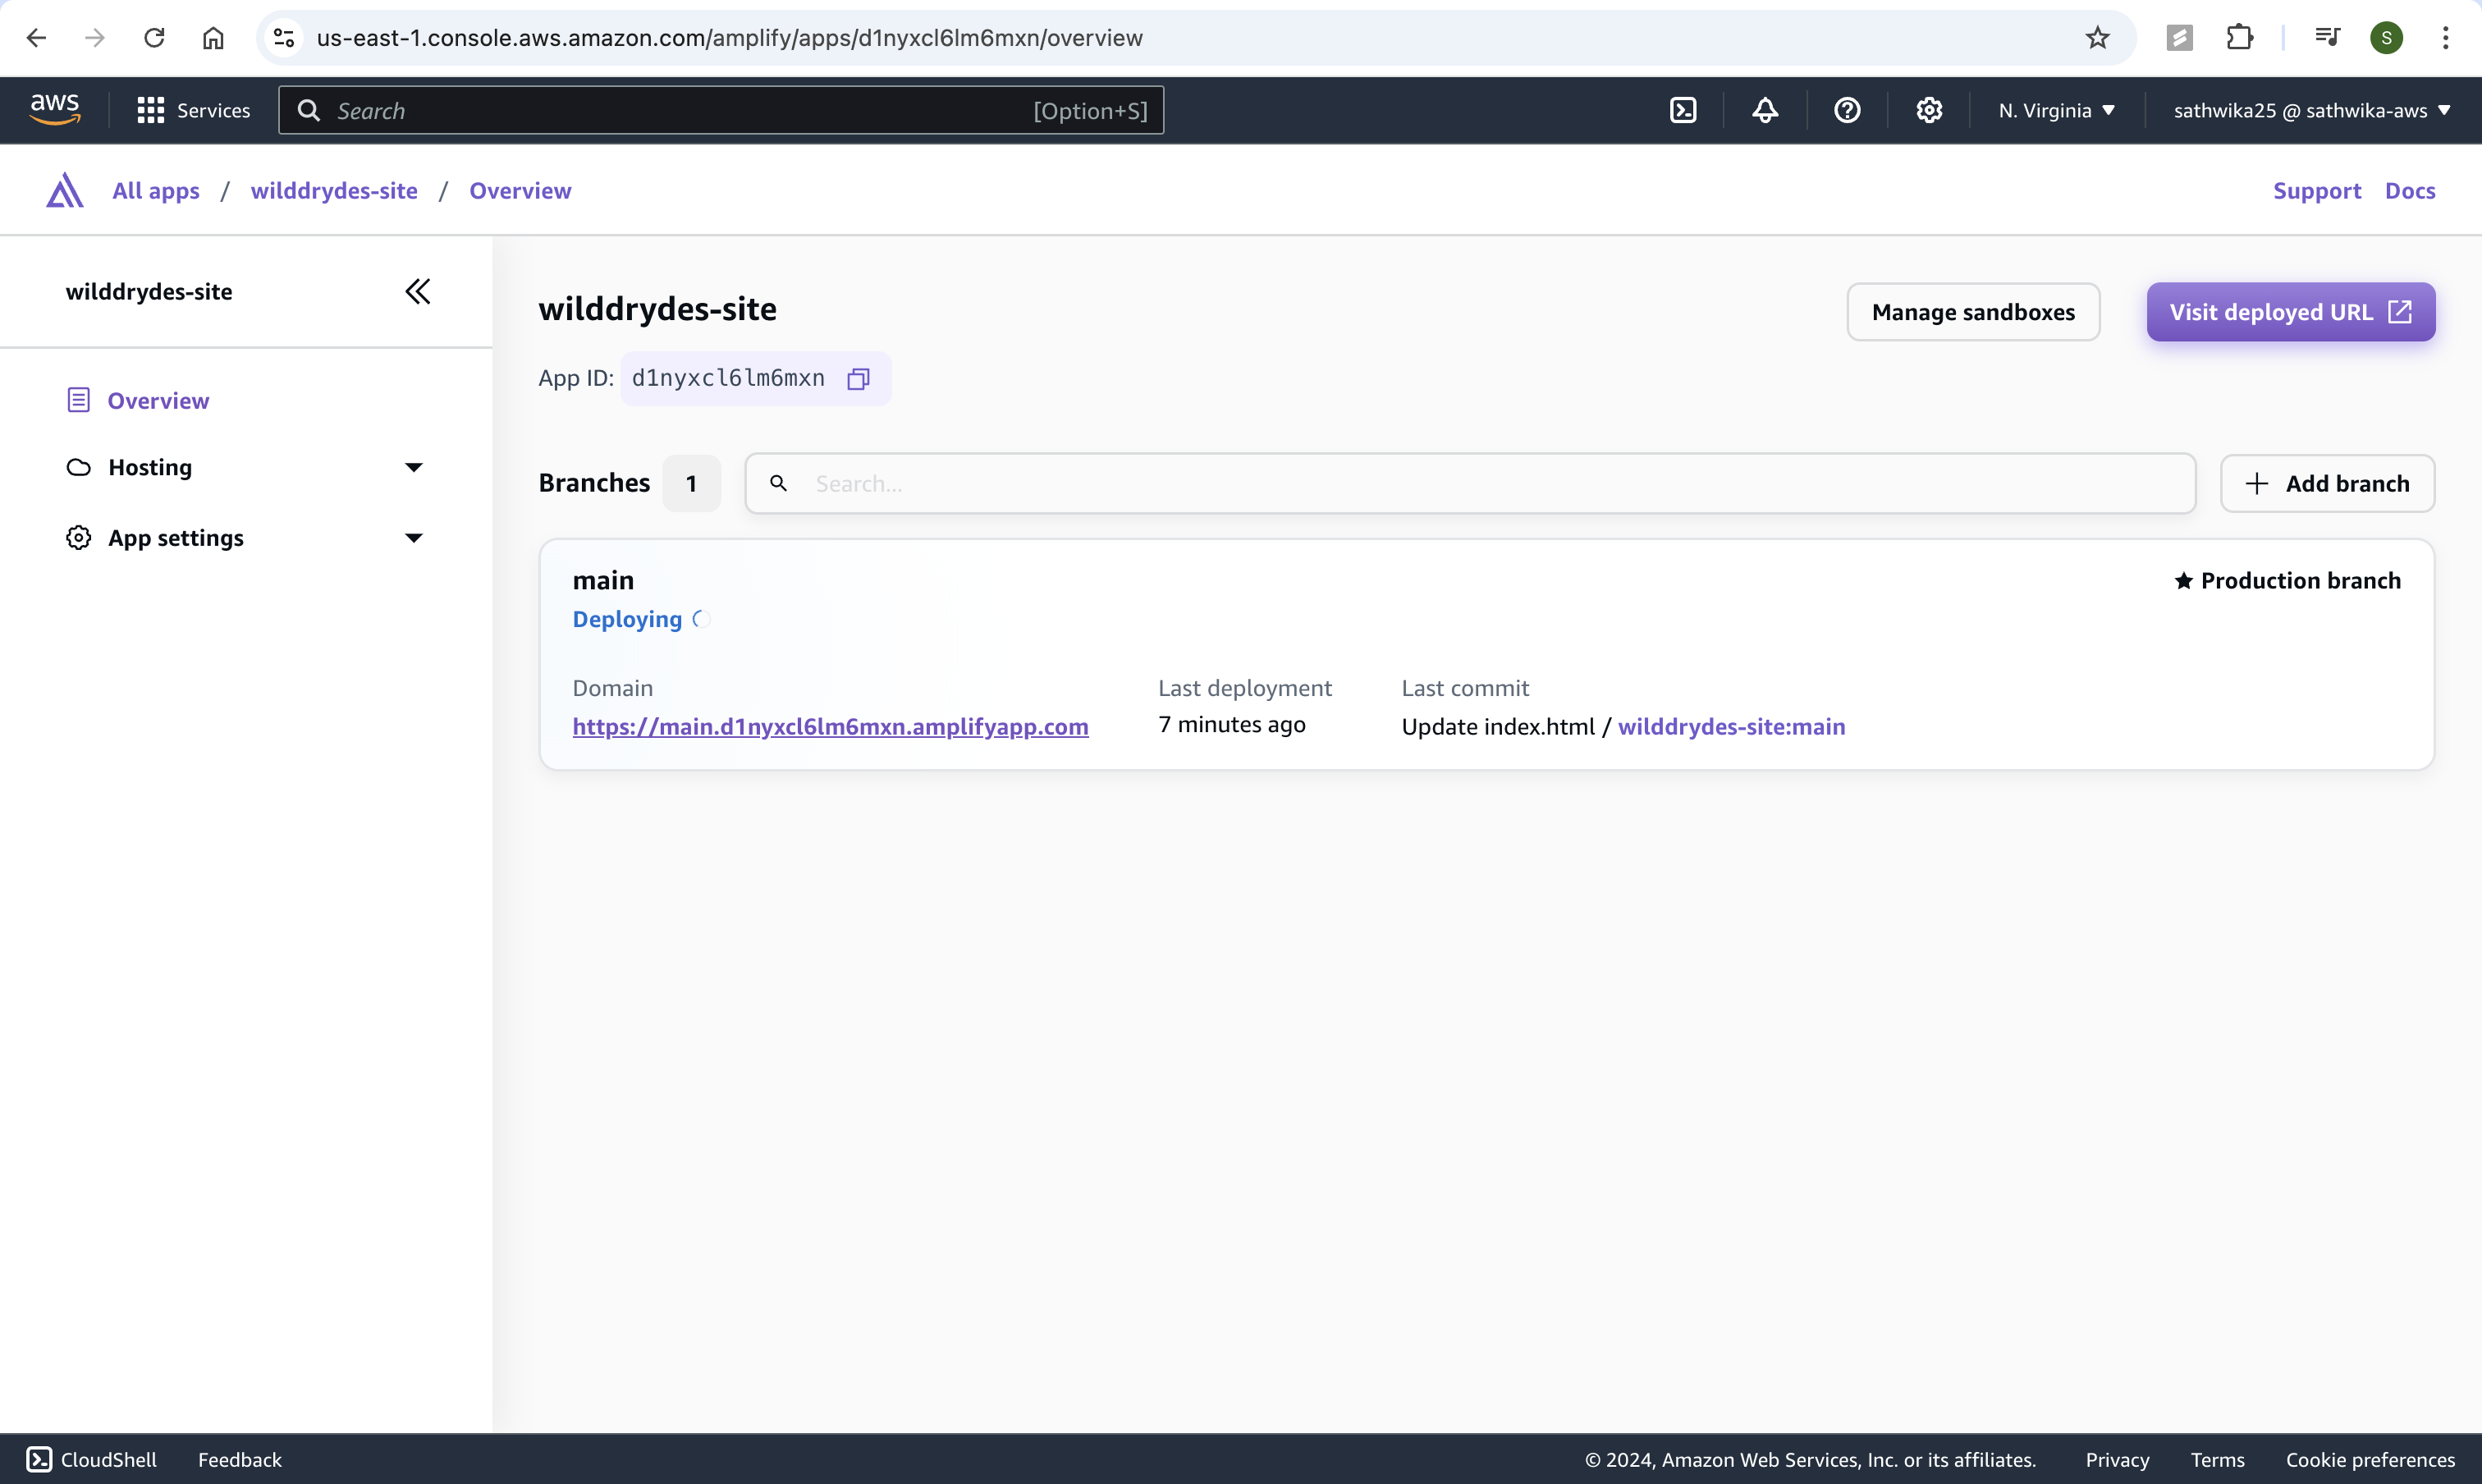 us-east-1.console.aws.amazon.com/amplify/apps/d1nyxcl6lm6mxn/overview
S
aws
Services
Search
[Option+S]
N. Virginia
sathwika25 @ sathwika-aws
All apps / wilddrydes-site / Overview
Support
Docs
wilddrydes-site
Overview
Hosting
App settings
wilddrydes-site
Manage sandboxes
Visit deployed URL
App ID: d1nyxcl6lm6mxn
Branches 1
Search...
Add branch
main
Production branch
Deploying
Domain
Last deployment
Last commit
https://main.d1nyxcl6lm6mxn.amplifyapp.com
7 minutes ago
Update index.html / wilddrydes-site:main
CloudShell
Feedback
© 2024, Amazon Web Services, Inc. or its affiliates.
Privacy
Terms
Cookie preferences